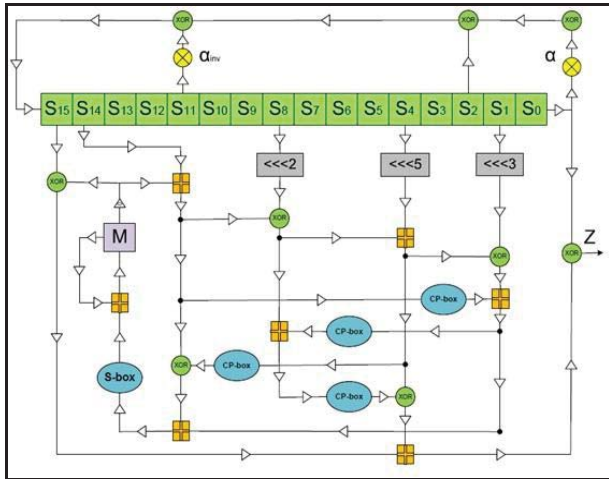 XOR XOR XOR
αinv α
S15 S14 S13 S12 S11 S10 S9 S8 S7 S6 S5 S4 S3 S2 S1 S0
<<<2 <<<5 <<<3
XOR
XOR
M XOR Z
XOR
CP-box
CP-box
XOR CP-box
S-box
CP-box XOR